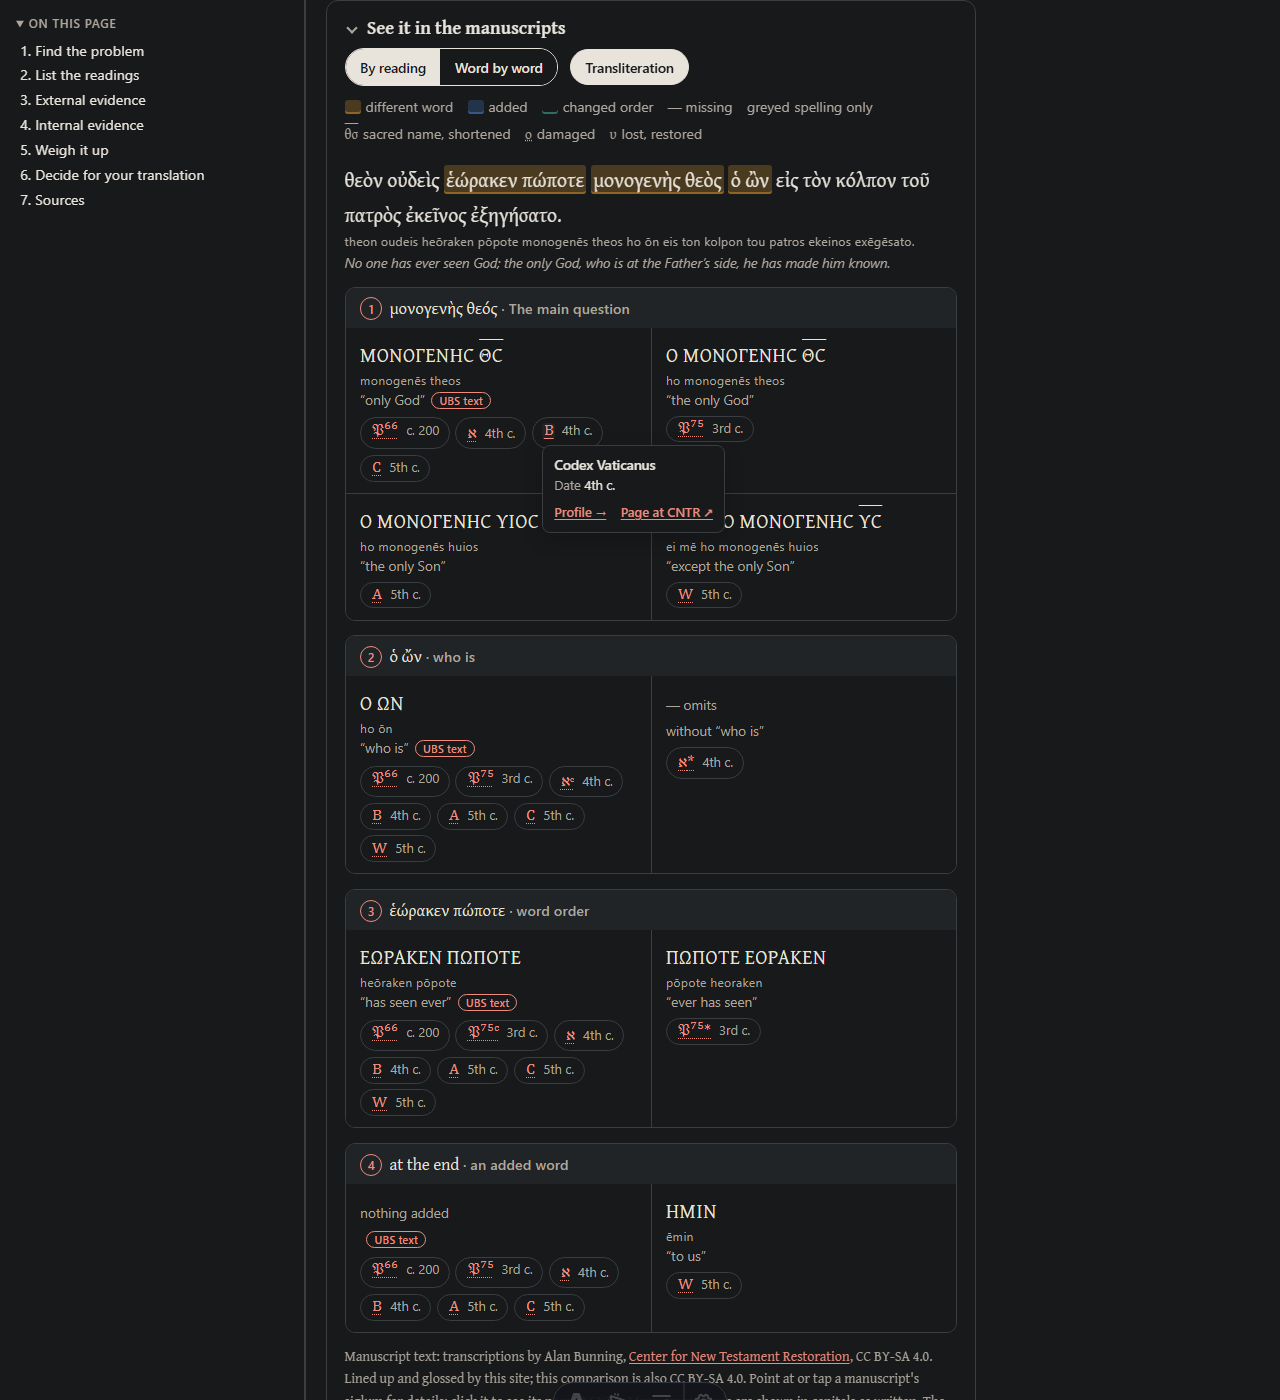 ▼ ON THIS PAGE
1. Find the problem
2. List the readings
3. External evidence
4. Internal evidence
5. Weigh it up
6. Decide for your translation
7. Sources
See it in the manuscripts
By reading Word by word Transliteration
different word added changed order — missing greyed spelling only
θσ sacred name, shortened ο damaged υ lost, restored
θεὸν οὐδεὶς ἑώρακεν πώποτε μονογενὴς θεὸς ὁ ὢν εἰς τὸν κόλπον τοῦ
πατρὸς ἐκεῖνος ἐξηγήσατο.
theon oudeis heōraken pōpote monogenēs theos ho ōn eis ton kolpon tou patros ekeinos exēgēsato.
No one has ever seen God; the only God, who is at the Father's side, he has made him known.
1 μονογενὴς θεός · The main question
ΜΟΝΟΓΕΝΗϹ ΘϹ
monogenēs theos
“only God” UBS text
𝔓66 c. 200 ℵ 4th c. B 4th c.
C 5th c.
Ο ΜΟΝΟΓΕΝΗϹ ΘϹ
ho monogenēs theos
“the only God”
𝔓75 3rd c.
Codex Vaticanus
Date 4th c.
Profile → Page at CNTR ↗
Ο ΜΟΝΟΓΕΝΗϹ ΥΙΟϹ
ho monogenēs huios
“the only Son”
A 5th c.
Ο ΜΟΝΟΓΕΝΗϹ ΥϹ
ei mē ho monogenēs huios
“except the only Son”
W 5th c.
2 ὁ ὤν · who is
Ο ΩΝ
ho ōn
“who is” UBS text
𝔓66 c. 200 𝔓75 3rd c. ℵc 4th c.
B 4th c. A 5th c. C 5th c.
W 5th c.
— omits
without “who is”
ℵ* 4th c.
3 ἑώρακεν πώποτε · word order
ΕΩΡΑΚΕΝ ΠΩΠΟΤΕ
heōraken pōpote
“has seen ever” UBS text
𝔓66 c. 200 𝔓75c 3rd c. ℵ 4th c.
B 4th c. A 5th c. C 5th c.
W 5th c.
ΠΩΠΟΤΕ ΕΟΡΑΚΕΝ
pōpote heoraken
“ever has seen”
𝔓75* 3rd c.
4 at the end · an added word
nothing added
UBS text
𝔓66 c. 200 𝔓75 3rd c. ℵ 4th c.
B 4th c. A 5th c. C 5th c.
ΗΜΙΝ
ēmin
“to us”
W 5th c.
Manuscript text: transcriptions by Alan Bunning, Center for New Testament Restoration, CC BY-SA 4.0.
Lined up and glossed by this site; this comparison is also CC BY-SA 4.0. Point at or tap a manuscript's